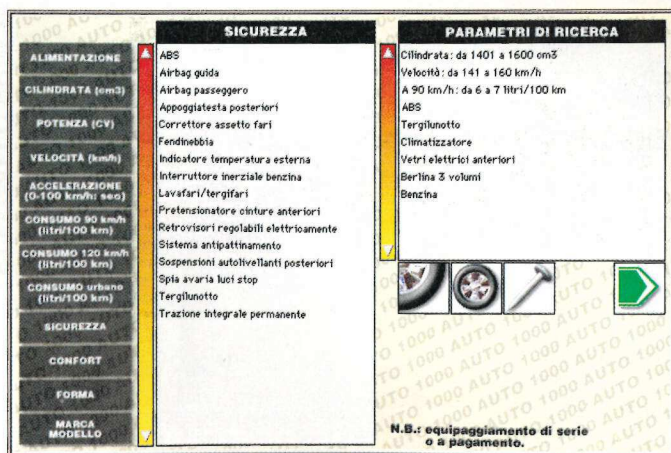 ALIMENTAZIONE
CILINDRATA (cm3)
POTENZA (CV)
VELOCITÀ (km/h)
ACCELERAZIONE
(0-100 km/h: sec)
CONSUMO 90 km/h
(litri/100 km)
CONSUMO 120 km/h
(litri/100 km)
CONSUMO urbano
(litri/100 km)
SICUREZZA
CONFORT
FORMA
MARCA
MODELLO
SICUREZZA
ABS
Airbag guida
Airbag passeggero
Appoggiatesta posteriori
Correttore assetto fari
Fendinebbia
Indicatore temperatura esterna
Interruttore inerziale benzina
Lavafari/tergifari
Pretensionatore cinture anteriori
Retrovisori regolabili elettricamente
Sistema antipattinamento
Sospensioni autolivellanti posteriori
Spia avaria luci stop
Tergilunotto
Trazione integrale permanente
PARAMETRI DI RICERCA
Cilindrata: da 1401 a 1600 cm3
Velocità: da 141 a 160 km/h
A 90 km/h: da 6 a 7 litri/100 km
ABS
Tergilunotto
Climatizzatore
Vetri elettrici anteriori
Berlina 3 volumi
Benzina
N.B.: equipaggiamento di serie
o a pagamento.